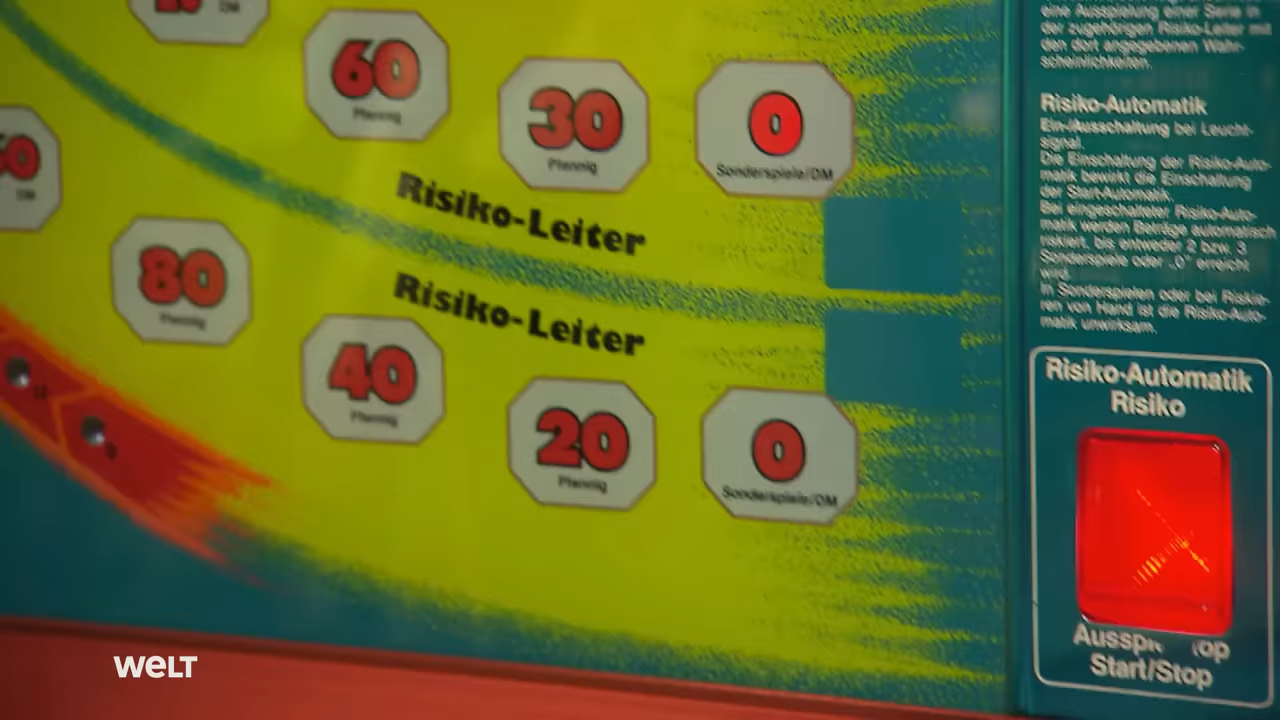 DM
60
Pfennig
30
Pfennig
0
Sonderspiele/DM
DM
Risiko-Leiter
80
Pfennig
Risiko-Leiter
40
Pfennig
20
Pfennig
0
Sonderspiele/DM
eine Ausspielung einer Serie in
der zugehörigen Risiko-Leiter mit
den dort angegebenen Wahr-
scheinlichkeiten.
Risiko-Automatik
Ein-/Ausschaltung bei Leucht-
signal.
Die Einschaltung der Risiko-Auto-
matik bewirkt die Einschaltung
der Start-Automatik.
Bei eingeschalteter Risiko-Auto-
matik werden Beträge automatisch
riskiert, bis entweder 2 bzw. 3
Sonderspiele oder „0" erreicht
wird.
In Sonderspielen oder bei Riskie-
ren von Hand ist die Risiko-Auto-
matik unwirksam.
Risiko-Automatik
Risiko
Start/Stop
WELT